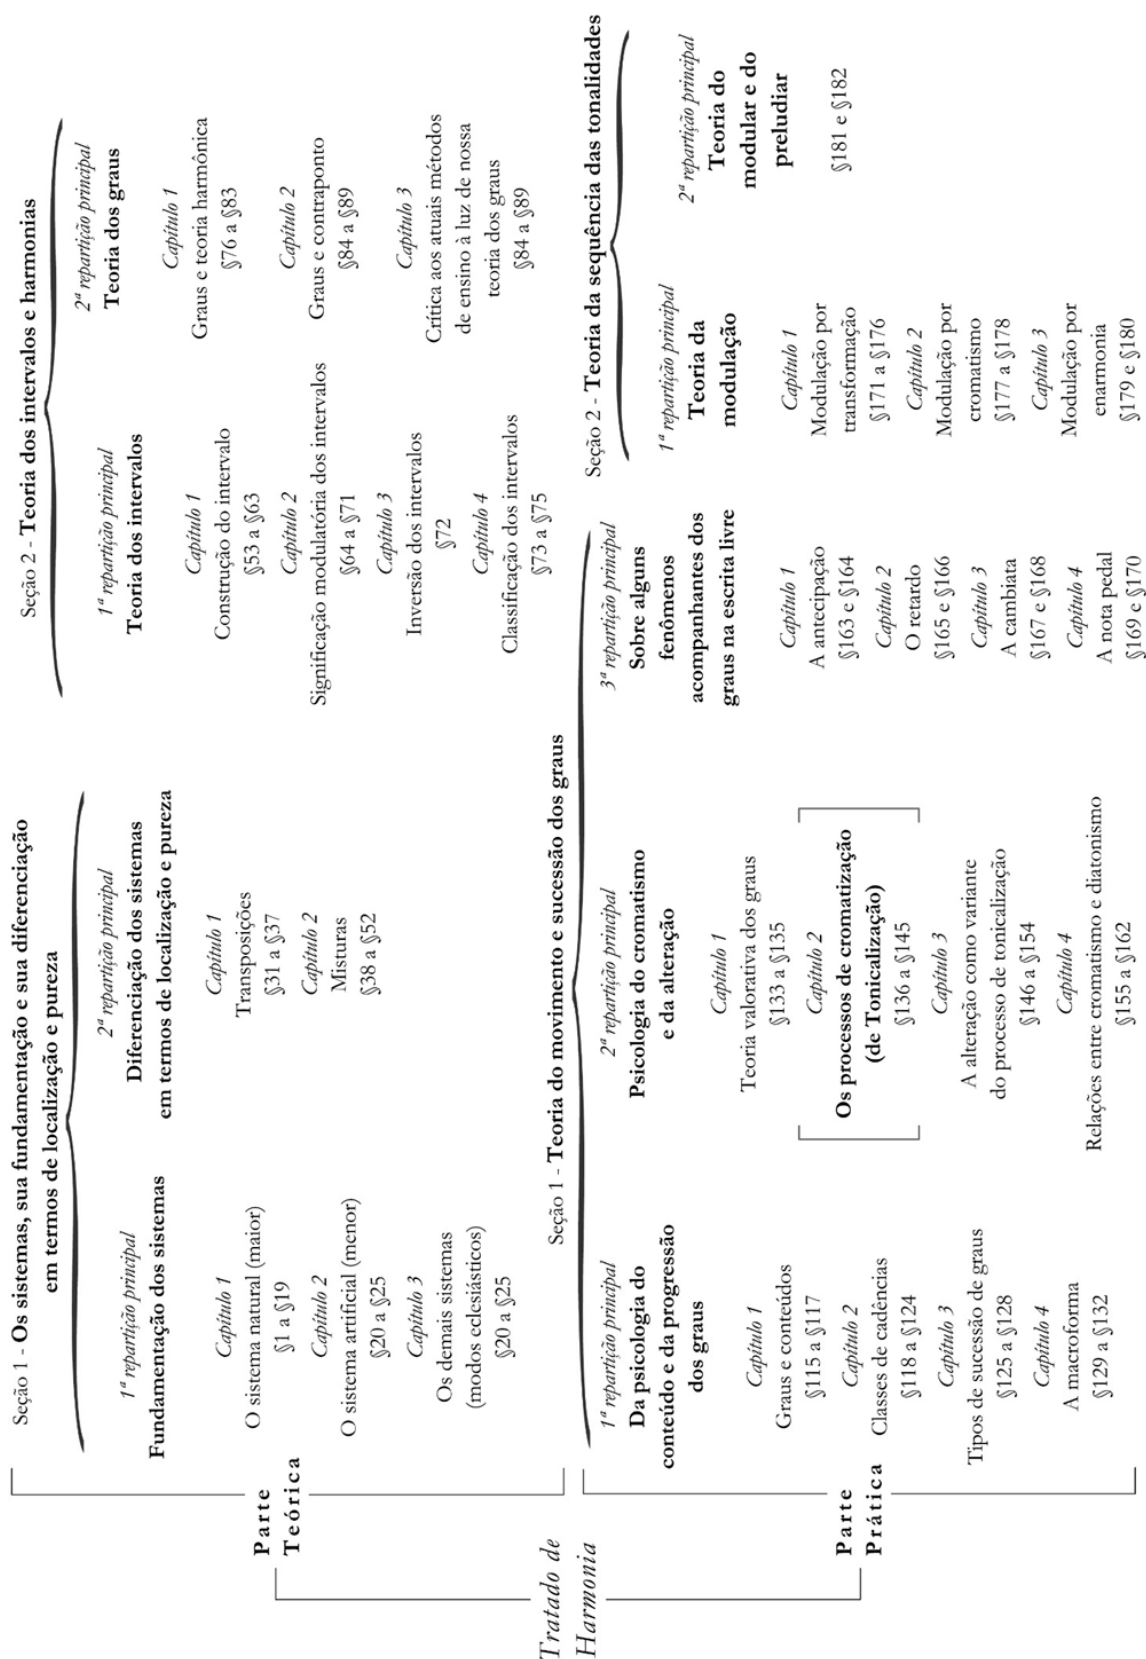 Tratado de
Harmonia
Parte
Teórica
Seção 1 - Os sistemas, sua fundamentação e sua diferenciação
em termos de localização e pureza
1ª repartição principal
Fundamentação dos sistemas
Capítulo 1
O sistema natural (maior)
§1 a §19
Capítulo 2
O sistema artificial (menor)
§20 a §25
Capítulo 3
Os demais sistemas
(modos eclesiásticos)
§20 a §25
2ª repartição principal
Diferenciação dos sistemas
em termos de localização e pureza
Capítulo 1
Transposições
§31 a §37
Capítulo 2
Misturas
§38 a §52
Seção 2 - Teoria dos intervalos e harmonias
1ª repartição principal
Teoria dos intervalos
Capítulo 1
Construção do intervalo
§53 a §63
Capítulo 2
Significação modulatória dos intervalos
§64 a §71
Capítulo 3
Inversão dos intervalos
§72
Capítulo 4
Classificação dos intervalos
§73 a §75
2ª repartição principal
Teoria dos graus
Capítulo 1
Graus e teoria harmônica
§76 a §83
Capítulo 2
Graus e contraponto
§84 a §89
Capítulo 3
Crítica aos atuais métodos
de ensino à luz de nossa
teoria dos graus
§84 a §89
Parte
Prática
Seção 1 - Teoria do movimento e sucessão dos graus
1ª repartição principal
Da psicologia do
conteúdo e da progressão
dos graus
Capítulo 1
Graus e conteúdos
§115 a §117
Capítulo 2
Classes de cadências
§118 a §124
Capítulo 3
Tipos de sucessão de graus
§125 a §128
Capítulo 4
A macroforma
§129 a §132
2ª repartição principal
Psicologia do cromatismo
e da alteração
Capítulo 1
Teoria valorativa dos graus
§133 a §135
Capítulo 2
Os processos de cromatização
(de Tonicalização)
§136 a §145
Capítulo 3
A alteração como variante
do processo de tonicalização
§146 a §154
Capítulo 4
Relações entre cromatismo e diatonismo
§155 a §162
3ª repartição principal
Sobre alguns
fenômenos
acompanhantes dos
graus na escrita livre
Capítulo 1
A antecipação
§163 e §164
Capítulo 2
O retardo
§165 e §166
Capítulo 3
A cambiata
§167 e §168
Capítulo 4
A nota pedal
§169 e §170
Seção 2 - Teoria da sequência das tonalidades
1ª repartição principal
Teoria da
modulação
Capítulo 1
Modulação por
transformação
§171 a §176
Capítulo 2
Modulação por
cromatismo
§177 a §178
Capítulo 3
Modulação por
enarmonia
§179 e §180
2ª repartição principal
Teoria do
modular e do
preludiar
§181 e §182